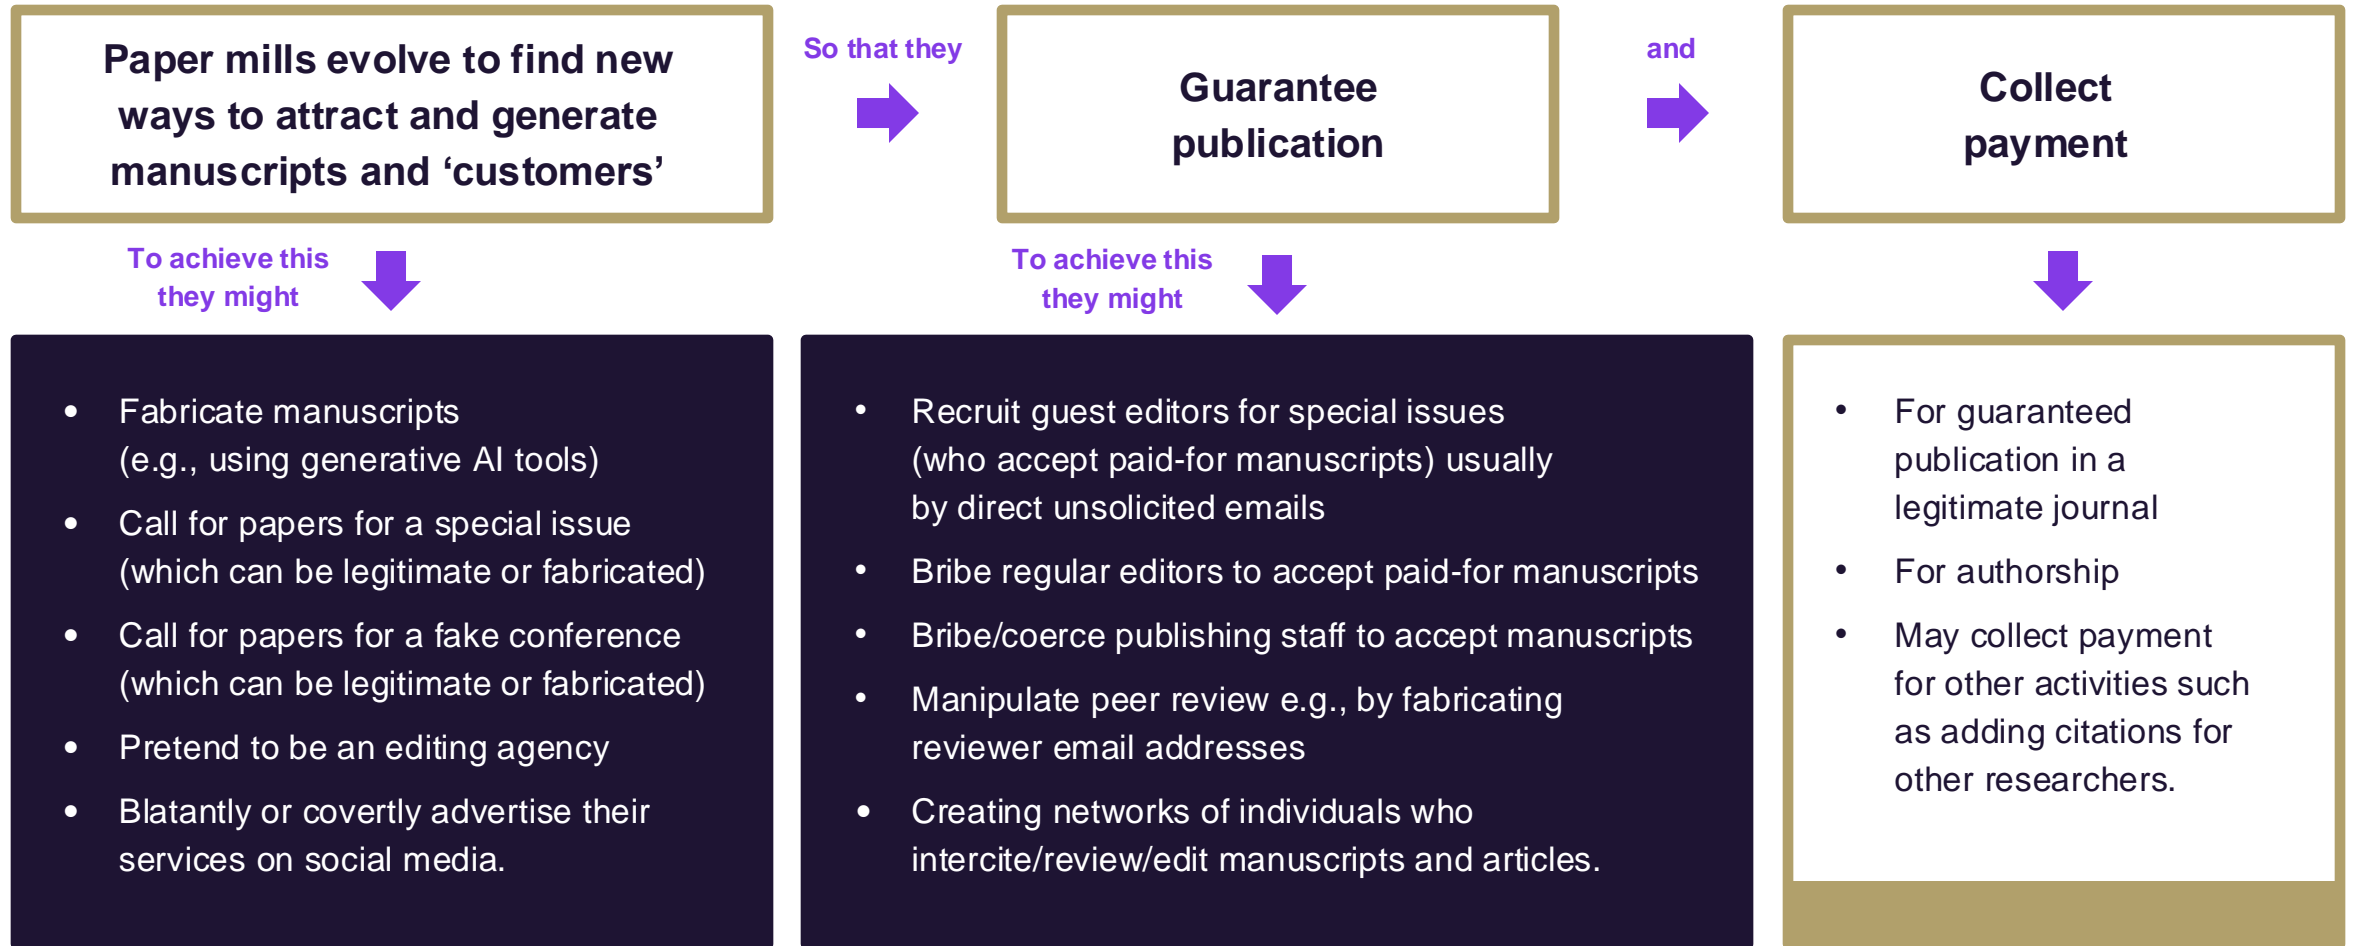 Paper mills evolve to find new
ways to attract and generate
manuscripts and ‘customers’
So that they
Guarantee
publication
and
Collect
payment
To achieve this
they might
To achieve this
they might
• Fabricate manuscripts
(e.g., using generative AI tools)
• Call for papers for a special issue
(which can be legitimate or fabricated)
• Call for papers for a fake conference
(which can be legitimate or fabricated)
• Pretend to be an editing agency
• Blatantly or covertly advertise their
services on social media.
• Recruit guest editors for special issues
(who accept paid-for manuscripts) usually
by direct unsolicited emails
• Bribe regular editors to accept paid-for manuscripts
• Bribe/coerce publishing staff to accept manuscripts
• Manipulate peer review e.g., by fabricating
reviewer email addresses
• Creating networks of individuals who
intercite/review/edit manuscripts and articles.
• For guaranteed
publication in a
legitimate journal
• For authorship
• May collect payment
for other activities such
as adding citations for
other researchers.